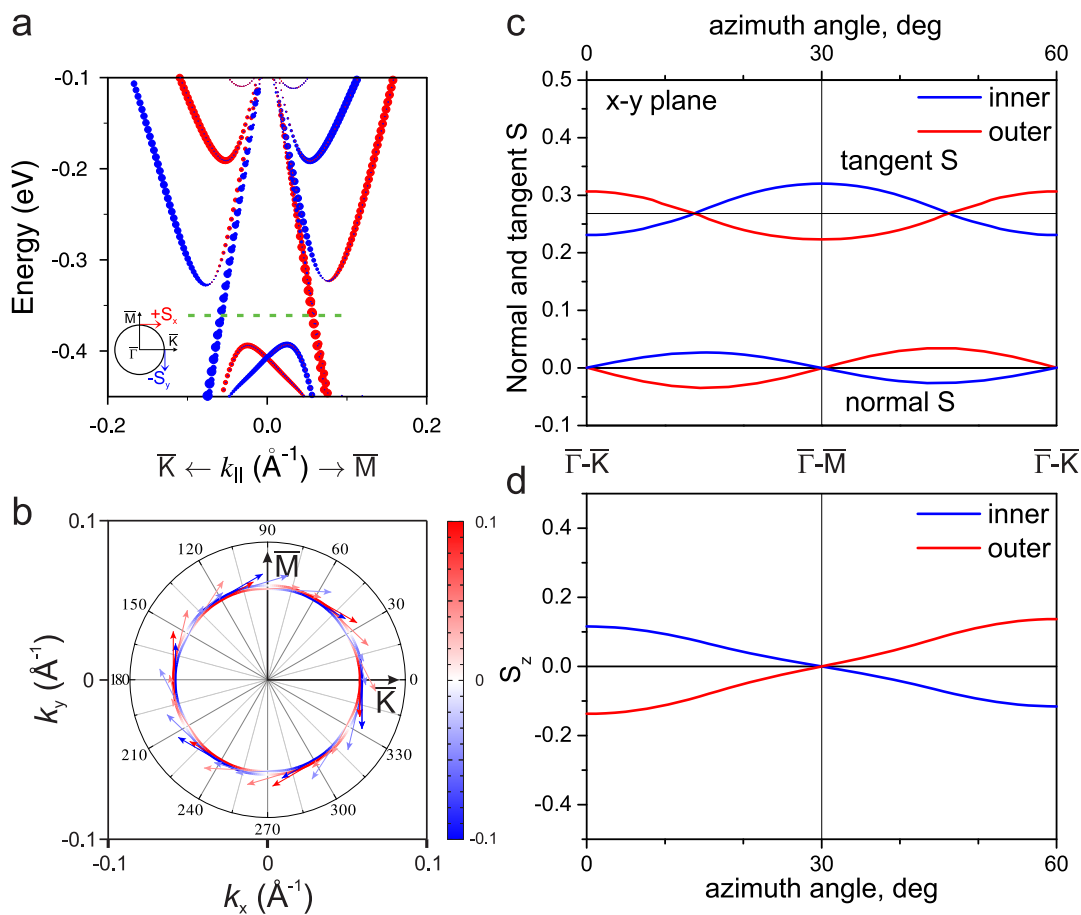 a
-0.1
-0.2
-0.3
-0.4
Energy (eV)
M̅
+Sₓ
Γ̅
K̅
-S_y
-0.2
0.0
0.2
K̅ ← k|| (Å⁻¹) → M̅
b
0.1
0
-0.1
k_y (Å⁻¹)
90
120
60
150
30
180
0
210
330
240
300
270
M̅
K̅
-0.1
0
0.1
kₓ (Å⁻¹)
0.1
0
-0.1
c
azimuth angle, deg
0
30
60
0.5
0.4
0.3
0.2
0.1
0.0
-0.1
Normal and tangent S
x-y plane
inner
outer
tangent S
normal S
Γ̅-K̅
Γ̅-M̅
Γ̅-K̅
d
0.4
0.2
0.0
-0.2
-0.4
S_z
inner
outer
0
30
60
azimuth angle, deg